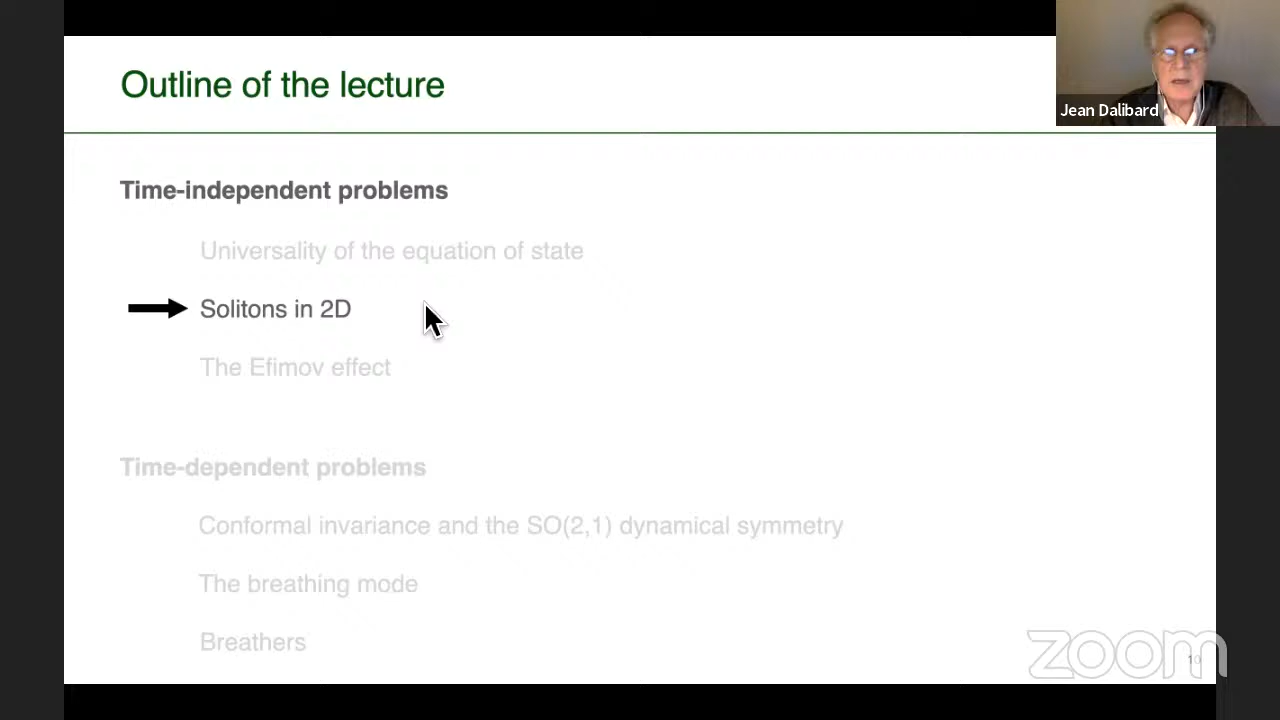 Outline of the lecture
Jean Dalibard
Time-independent problems
Universality of the equation of state
Solitons in 2D
The Efimov effect
Time-dependent problems
Conformal invariance and the SO(2,1) dynamical symmetry
The breathing mode
Breathers
zoom
10